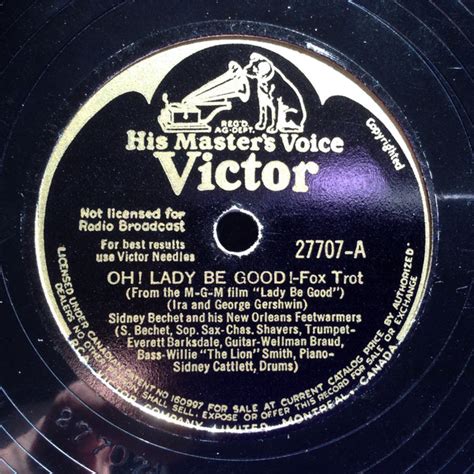 REG'D.
AG-DEPT.
His Master's Voice
Victor
Copyrighted
Not licensed for
Radio Broadcast
For best results
use Victor Needles
27707-A
OH! LADY BE GOOD!-Fox Trot
(From the M-G-M film "Lady Be Good")
(Ira and George Gershwin)
Sidney Bechet and his New Orleans Feetwarmers
(S. Bechet, Sop. Sax-Chas. Shavers, Trumpet-
Everett Barksdale, Guitar-Wellman Braud,
Bass-Willie "The Lion" Smith, Piano-
Sidney Cattlett, Drums)
LICENSED UNDER CANADIAN PATENT NO 160997 FOR SALE AT CURRENT CATALOG PRICE BY AUTHORIZED
DEALERS. NO OTHERS SHALL SELL, EXPOSE OR OFFER THIS RECORD FOR SALE OR EXCHANGE
VICTOR COMPANY LIMITED, MONTREAL, CANADA.